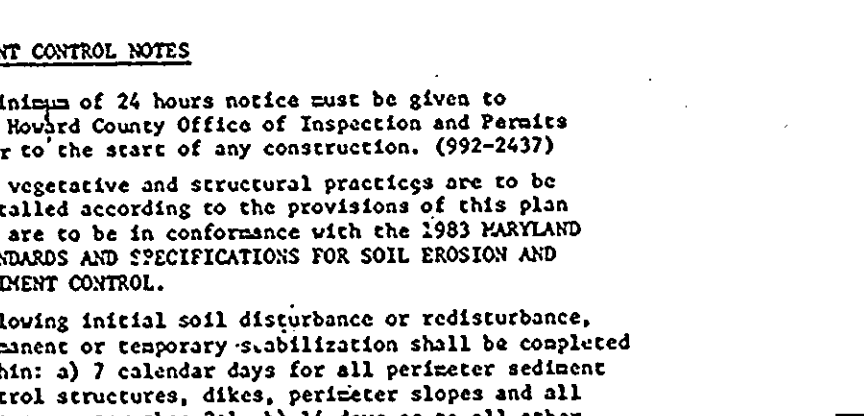 NT CONTROL NOTES
inimum of 24 hours notice must be given to
Howard County Office of Inspection and Permits
r to the start of any construction. (992-2437)
vegetative and structural practices are to be
talled according to the provisions of this plan
are to be in conformance with the 1983 MARYLAND
NDARDS AND SPECIFICATIONS FOR SOIL EROSION AND
IMENT CONTROL.
lowing initial soil disturbance or redisturbance,
manent or temporary stabilization shall be completed
hin: a) 7 calendar days for all perimeter sediment
trol structures, dikes, perimeter slopes and all